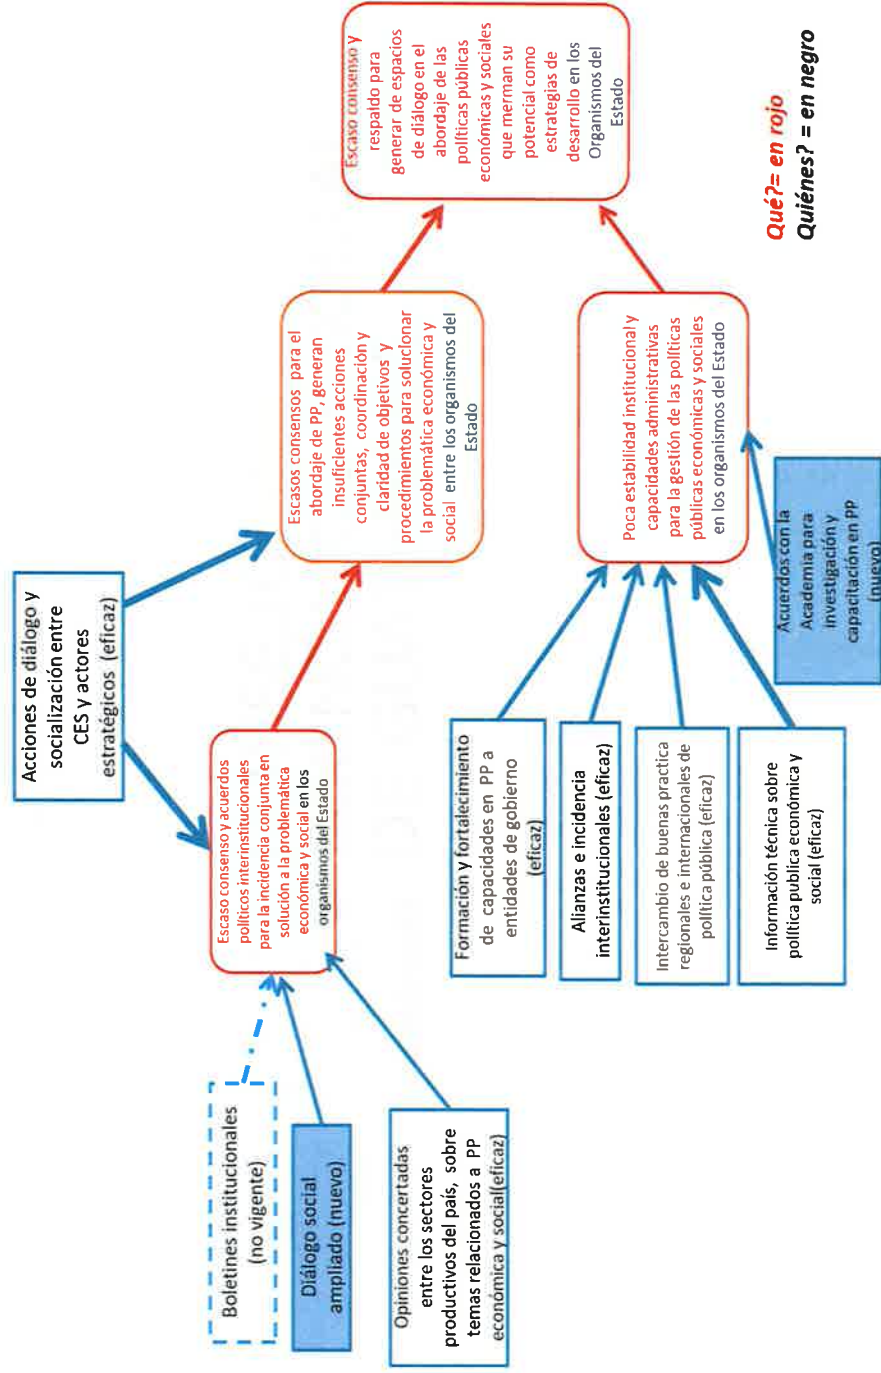 Acciones de diálogo y
socialización entre
CES y actores
estratégicos (eficaz)
Boletines institucionales
(no vigente)
Diálogo social
ampliado (nuevo)
Opiniones concertadas
entre los sectores
productivos del país, sobre
temas relacionados a PP
económica y social(eficaz)
Escaso consenso y acuerdos
políticos interinstitucionales
para la incidencia conjunta en
solución a la problemática
económica y social en los
organismos del Estado
Escasos consensos para el
abordaje de PP, generan
insuficientes acciones
conjuntas, coordinación y
claridad de objetivos y
procedimientos para solucionar
la problemática económica y
social entre los organismos del
Estado
Escaso consenso y
respaldo para
generar de espacios
de diálogo en el
abordaje de las
políticas públicas
económicas y sociales
que merman su
potencial como
estrategias de
desarrollo en los
Organismos del
Estado
Formación y fortalecimiento
de capacidades en PP a
entidades de gobierno
(eficaz)
Alianzas e incidencia
interinstitucionales (eficaz)
Intercambio de buenas practica
regionales e internacionales de
política pública (eficaz)
Información técnica sobre
política publica económica y
social (eficaz)
Poca estabilidad institucional y
capacidades administrativas
para la gestión de las políticas
públicas económicas y sociales
en los organismos del Estado
Acuerdos con la
Academia para
investigación y
capacitación en PP
(nuevo)
Qué?= en rojo
Quiénes? = en negro